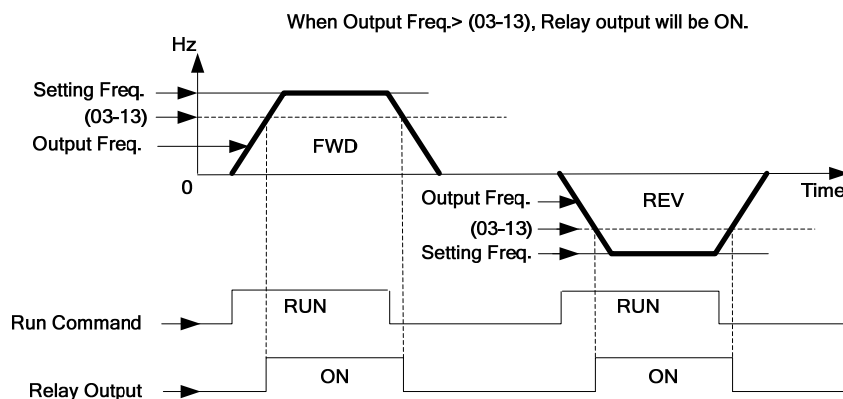 When Output Freq.> (03-13), Relay output will be ON.
Hz
Setting Freq.
(03-13)
Output Freq.
FWD
0
Time
Output Freq.
REV
(03-13)
Setting Freq.
RUN
RUN
Run Command
ON
ON
Relay Output